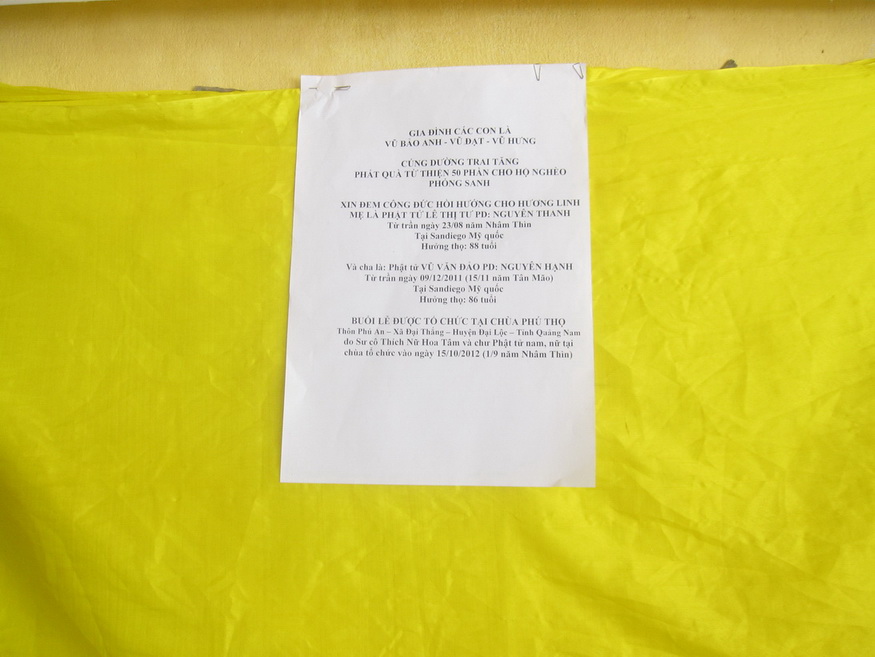 GIA ĐÌNH CÁC CON LÀ
VŨ BẢO ANH - VŨ ĐẠT - VŨ HƯNG
CÚNG DƯỜNG TRAI TĂNG
PHÁT QUÀ TỪ THIỆN 50 PHẦN CHO HỘ NGHÈO
PHÓNG SANH
XIN ĐEM CÔNG ĐỨC HỒI HƯỚNG CHO HƯƠNG LINH
MẸ LÀ PHẬT TỬ LÊ THỊ TƯ PD: NGUYÊN THANH
Từ trần ngày 23/08 năm Nhâm Thìn
Tại Sandiego Mỹ quốc
Hưởng thọ: 88 tuổi
Và cha là: Phật tử VŨ VĂN ĐẢO PD: NGUYÊN HẠNH
Từ trần ngày 09/12/2011 (15/11 năm Tân Mão)
Tại Sandiego Mỹ quốc
Hưởng thọ: 86 tuổi
BUỔI LỄ ĐƯỢC TỔ CHỨC TẠI CHÙA PHÚ THỌ
Thôn Phú An – Xã Đại Thắng – Huyện Đại Lộc – Tỉnh Quảng Nam
do Sư cô Thích Nữ Hoa Tâm và chư Phật tử nam, nữ tại
chùa tổ chức vào ngày 15/10/2012 (1/9 năm Nhâm Thìn)